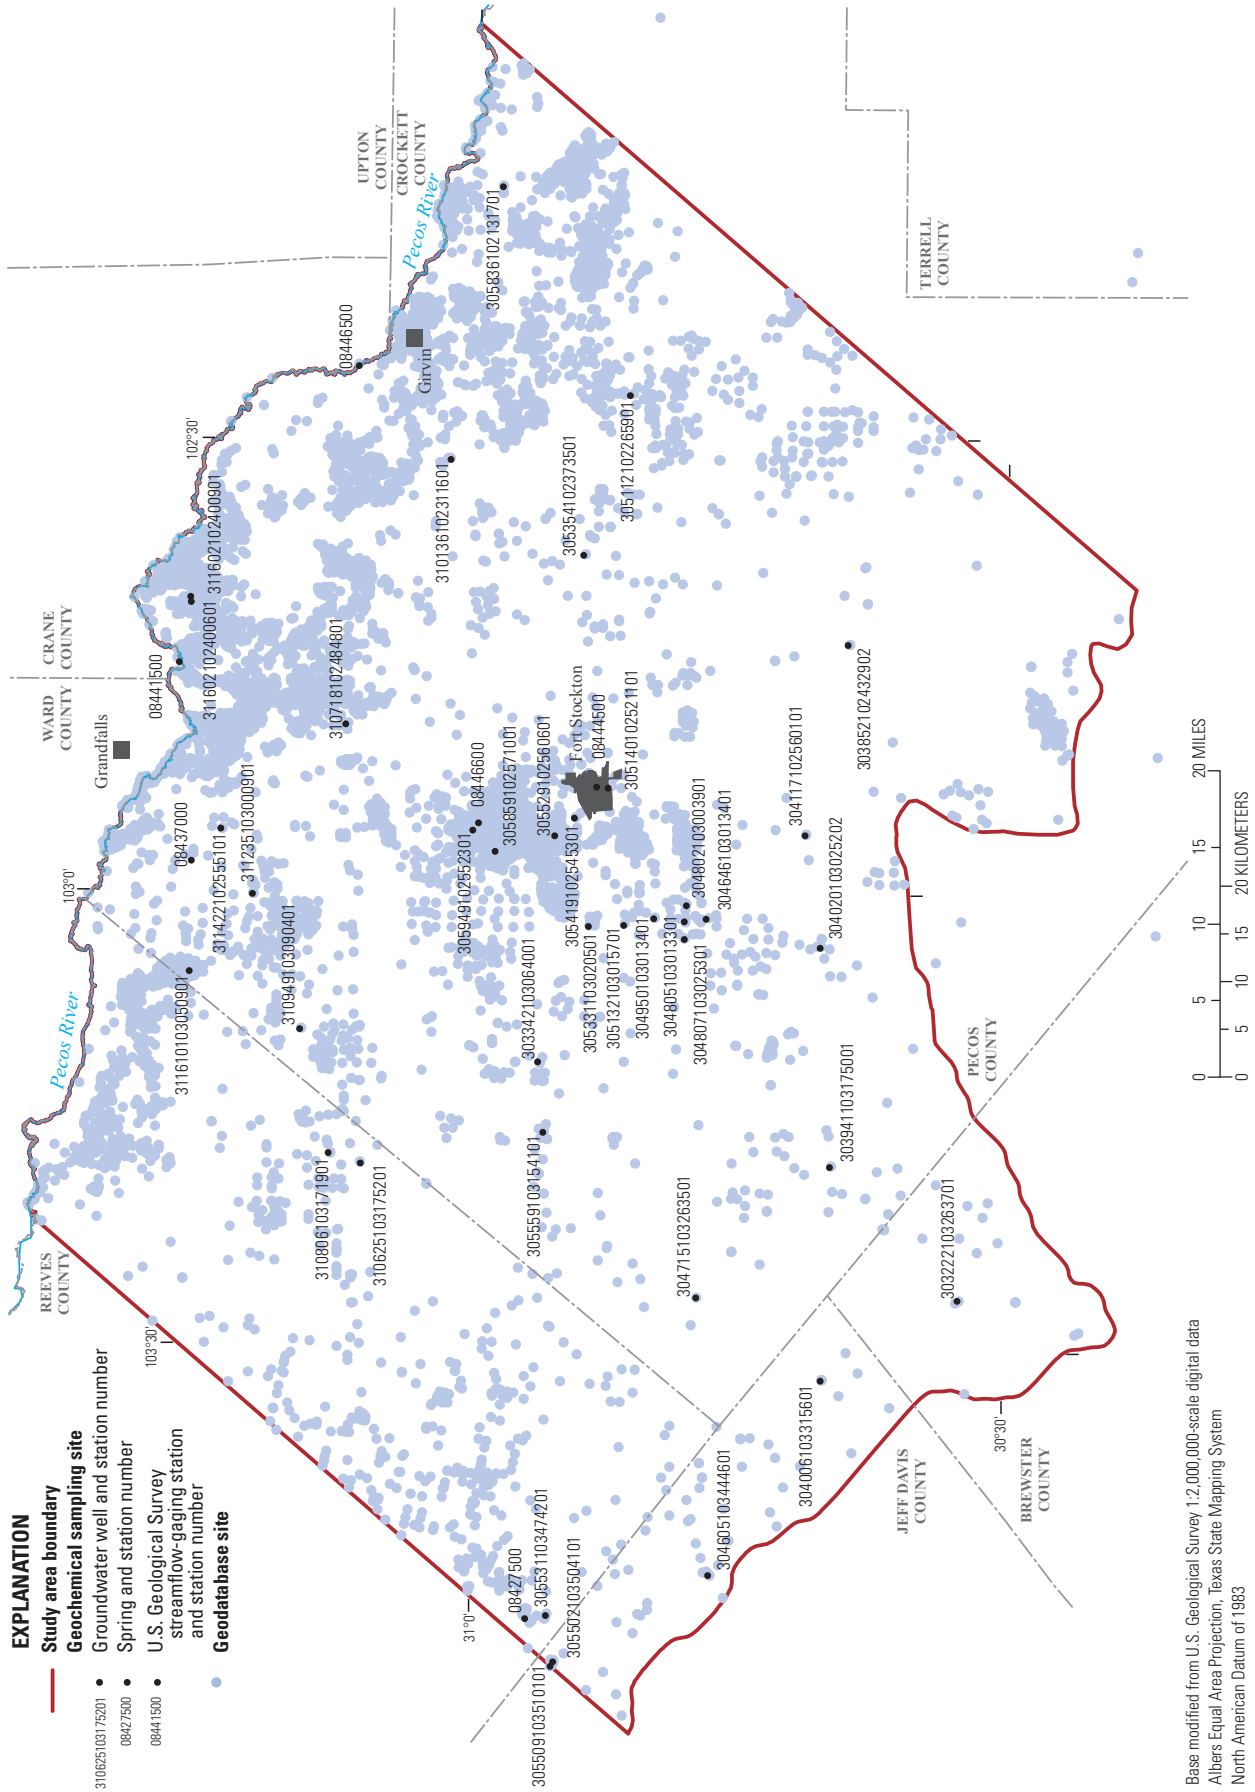 EXPLANATION
Study area boundary
Geochemical sampling site
310625103175201 Groundwater well and station number
08427500 Spring and station number
08441500 U.S. Geological Survey
streamflow-gaging station
and station number
Geodatabase site
REEVES
COUNTY
Pecos River
WARD
COUNTY
CRANE
COUNTY
Grandfalls
UPTON
COUNTY
CROCKETT
COUNTY
Pecos River
Girvin
TERRELL
COUNTY
Fort Stockton
PECOS
COUNTY
JEFF DAVIS
COUNTY
BREWSTER
COUNTY
103°30'
103°0'
102°30'
31°0'
30°30'
311610103050901
08437000
311422102555101
311235103000901
310949103090401
08441500
311602102400601
311602102400901
310718102484801
08446500
310136102311601
305836102131701
305354102373501
305112102265901
310806103171901
310625103175201
305559103154101
303342103064001
305949102552301
08446600
305859102571001
305529102560601
305419102545301
08444500
305140102521101
305331103020501
305132103015701
304950103013401
304805103013301
304807103025301
304802103003901
304646103013401
304117102560101
304020103025202
303852102432902
303941103175001
304715103263501
303222103263701
304006103315601
304605103444601
08427500
305531103474201
305502103504101
305509103510101
0 5 10 15 20 MILES
0 5 10 15 20 KILOMETERS
Base modified from U.S. Geological Survey 1:2,000,000-scale digital data
Albers Equal Area Projection, Texas State Mapping System
North American Datum of 1983